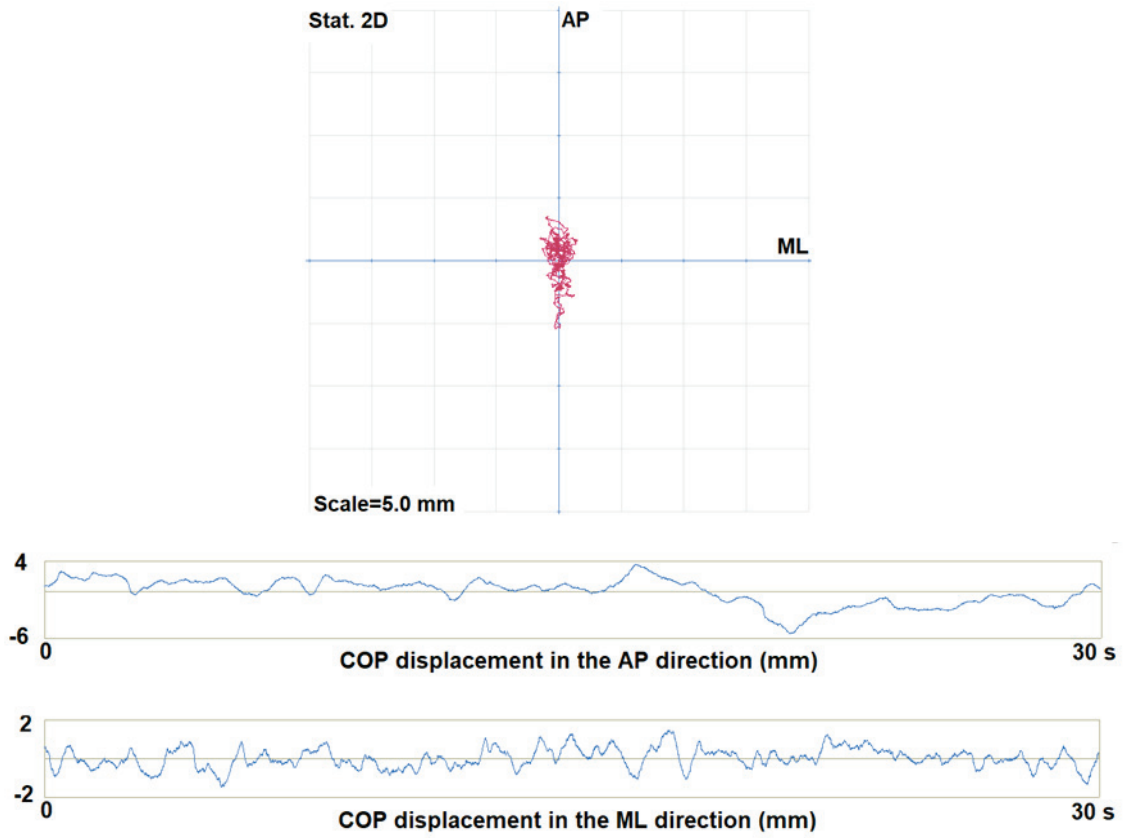 Stat. 2D
AP
ML
Scale=5.0 mm
4
-6
0
COP displacement in the AP direction (mm)
30 s
2
-2
0
COP displacement in the ML direction (mm)
30 s